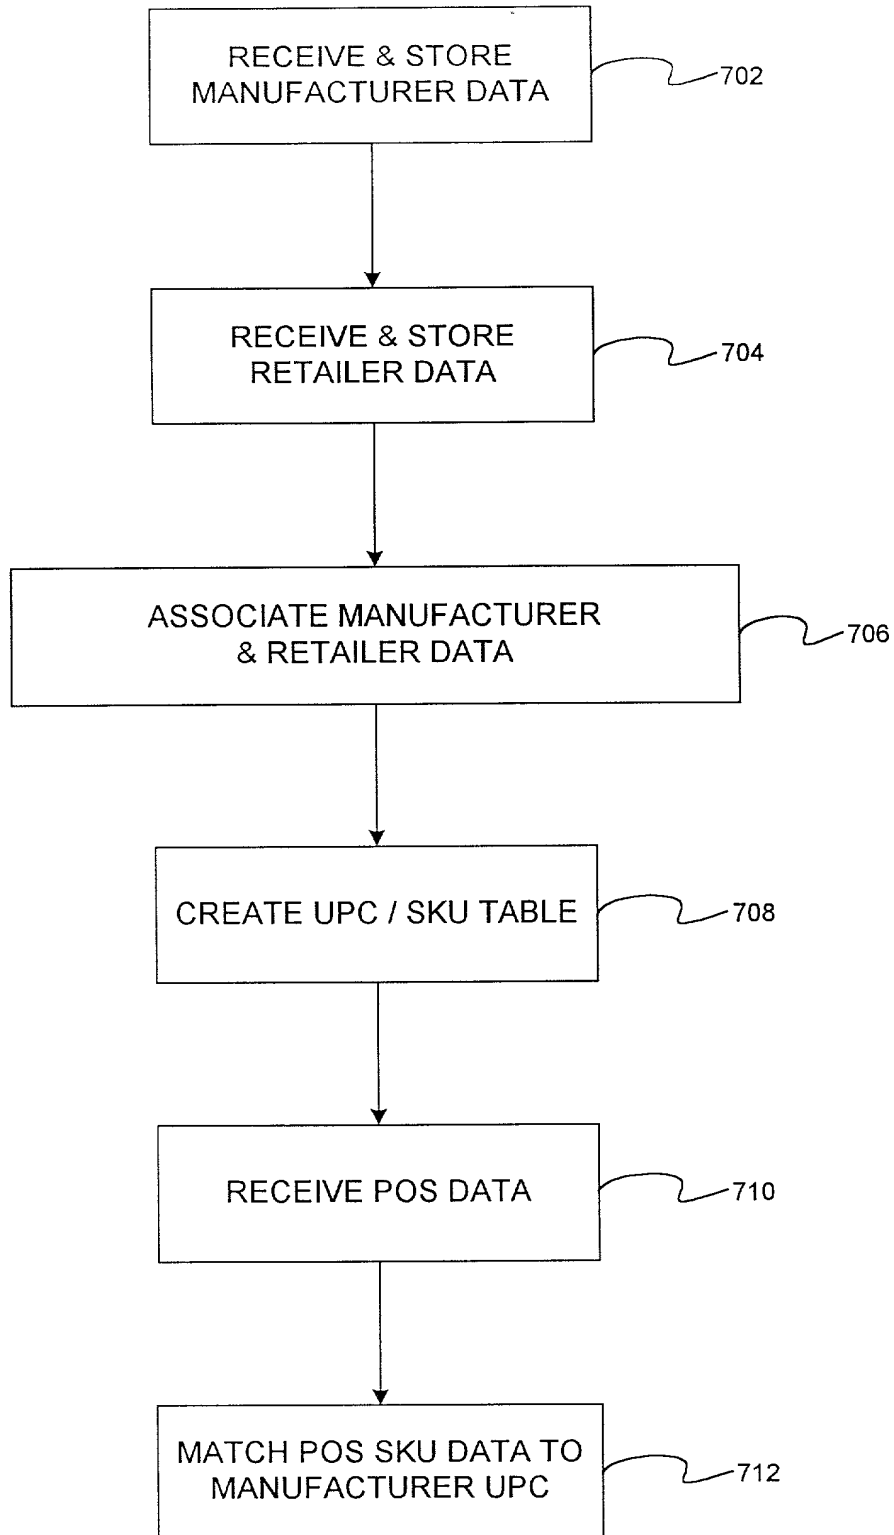 RECEIVE & STORE
MANUFACTURER DATA
702
RECEIVE & STORE
RETAILER DATA
704
ASSOCIATE MANUFACTURER
& RETAILER DATA
706
CREATE UPC / SKU TABLE
708
RECEIVE POS DATA
710
MATCH POS SKU DATA TO
MANUFACTURER UPC
712